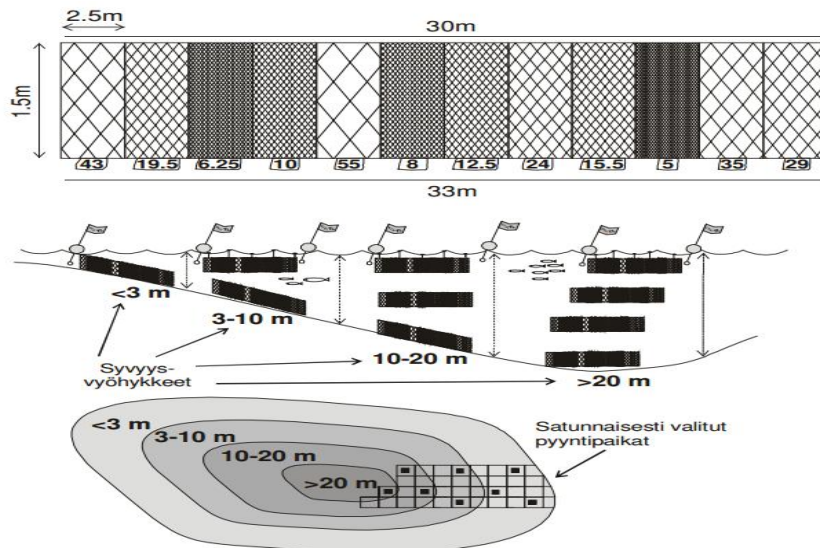 2.5m
30m
1.5m
43 19.5 6.25 10 55 8 12.5 24 15.5 5 35 29
33m
<3 m
3-10 m
10-20 m
>20 m
Syvyys-
vyöhykkeet
<3 m
3-10 m
10-20 m
>20 m
Satunnaisesti valitut
pyyntipaikat